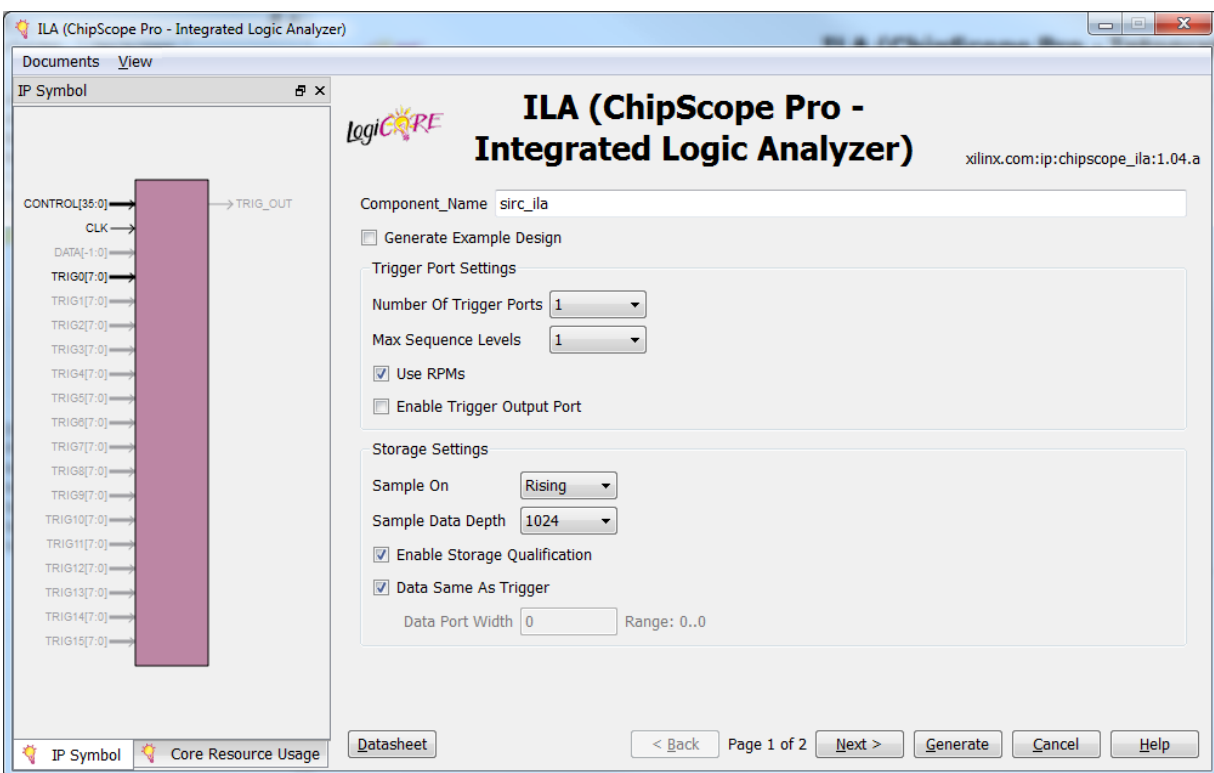 ILA (ChipScope Pro - Integrated Logic Analyzer)
Documents View
IP Symbol
CONTROL[35:0]
CLK
DATA[-1:0]
TRIG0[7:0]
TRIG1[7:0]
TRIG2[7:0]
TRIG3[7:0]
TRIG4[7:0]
TRIG5[7:0]
TRIG6[7:0]
TRIG7[7:0]
TRIG8[7:0]
TRIG9[7:0]
TRIG10[7:0]
TRIG11[7:0]
TRIG12[7:0]
TRIG13[7:0]
TRIG14[7:0]
TRIG15[7:0]
TRIG_OUT
IP Symbol
Core Resource Usage
logiCORE
ILA (ChipScope Pro -
Integrated Logic Analyzer)
xilinx.com:ip:chipscope_ila:1.04.a
Component_Name sirc_ila
Generate Example Design
Trigger Port Settings
Number Of Trigger Ports 1
Max Sequence Levels 1
Use RPMs
Enable Trigger Output Port
Storage Settings
Sample On Rising
Sample Data Depth 1024
Enable Storage Qualification
Data Same As Trigger
Data Port Width 0 Range: 0..0
Datasheet < Back Page 1 of 2 Next > Generate Cancel Help